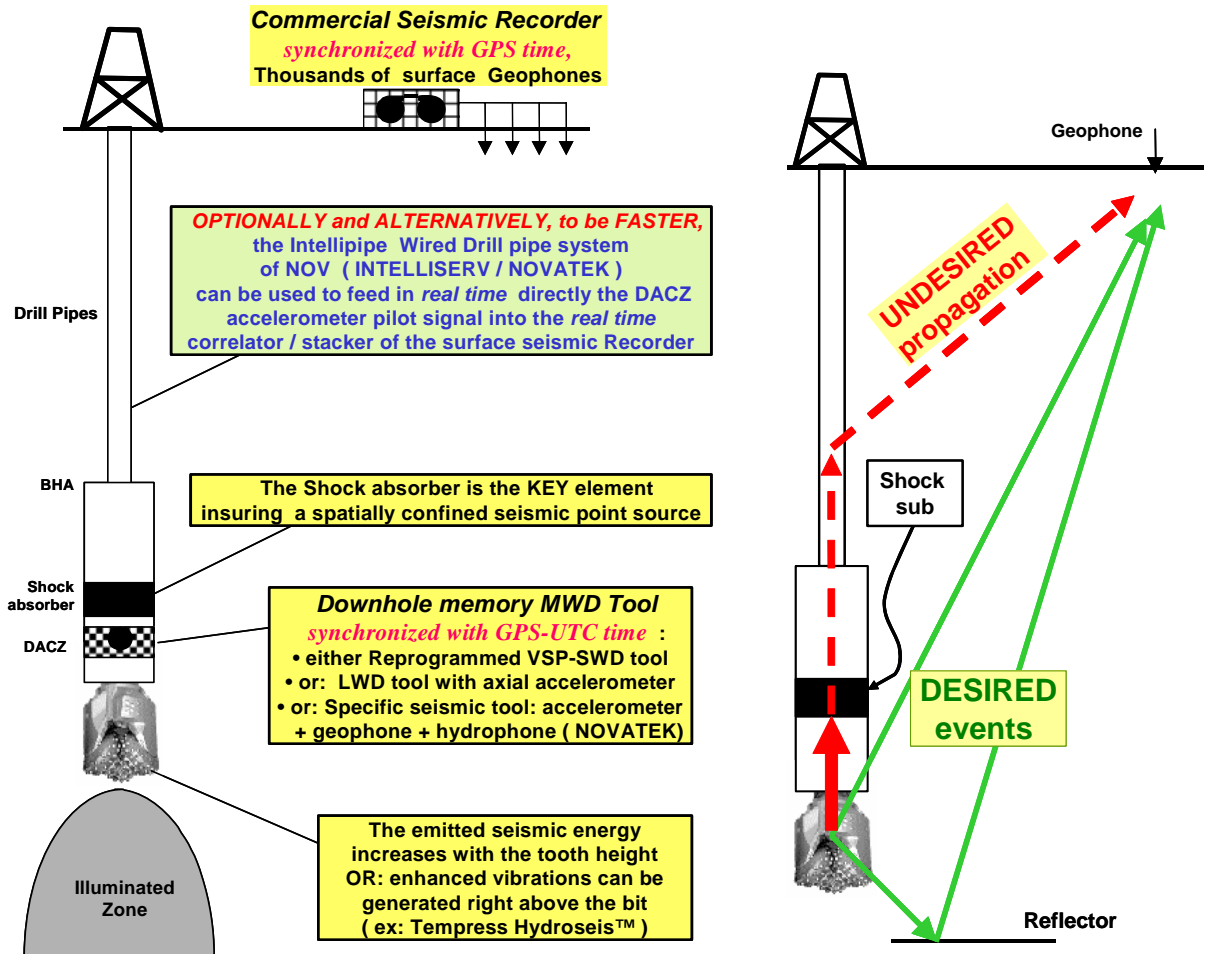 Commercial Seismic Recorder
synchronized with GPS time,
Thousands of surface Geophones
OPTIONALLY and ALTERNATIVELY, to be FASTER,
the Intellipipe Wired Drill pipe system
of NOV ( INTELLISERV / NOVATEK )
can be used to feed in real time directly the DACZ
accelerometer pilot signal into the real time
correlator / stacker of the surface seismic Recorder
Drill Pipes
BHA
The Shock absorber is the KEY element
insuring a spatially confined seismic point source
Shock
absorber
DACZ
Downhole memory MWD Tool
synchronized with GPS-UTC time :
• either Reprogrammed VSP-SWD tool
• or: LWD tool with axial accelerometer
• or: Specific seismic tool: accelerometer
+ geophone + hydrophone ( NOVATEK)
The emitted seismic energy
increases with the tooth height
OR: enhanced vibrations can be
generated right above the bit
( ex: Tempress Hydroseis™ )
Illuminated
Zone
Geophone
UNDESIRED
propagation
Shock
sub
DESIRED
events
Reflector